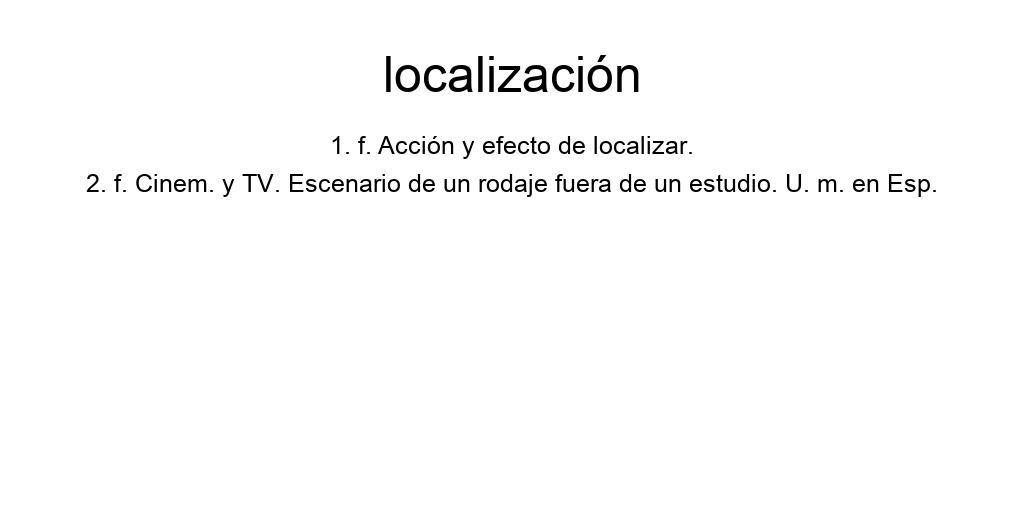 localización
1. f. Acción y efecto de localizar.
2. f. Cinem. y TV. Escenario de un rodaje fuera de un estudio. U. m. en Esp.